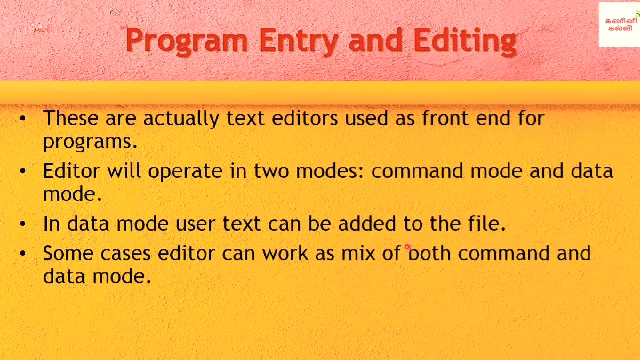 Program Entry and Editing
கணினி
கல்வி
• These are actually text editors used as front end for
programs.
• Editor will operate in two modes: command mode and data
mode.
• In data mode user text can be added to the file.
• Some cases editor can work as mix of both command and
data mode.